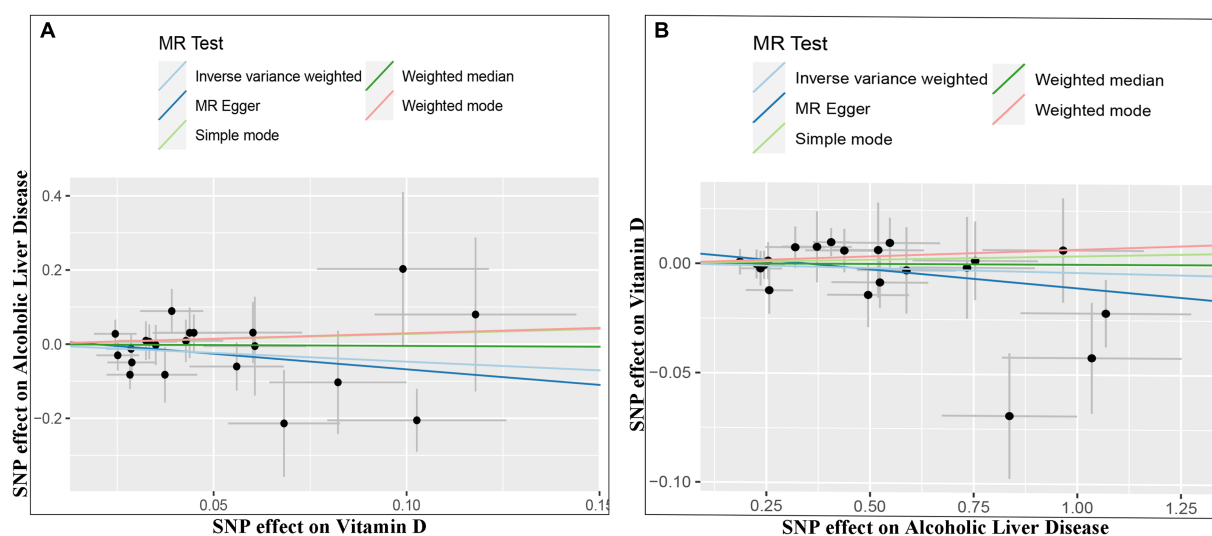 A
MR Test
Inverse variance weighted
MR Egger
Simple mode
Weighted median
Weighted mode
SNP effect on Alcoholic Liver Disease
0.4
0.2
0.0
−0.2
0.05
0.10
0.15
SNP effect on Vitamin D
B
MR Test
Inverse variance weighted
MR Egger
Simple mode
Weighted median
Weighted mode
SNP effect on Vitamin D
0.00
−0.05
−0.10
0.25
0.50
0.75
1.00
1.25
SNP effect on Alcoholic Liver Disease